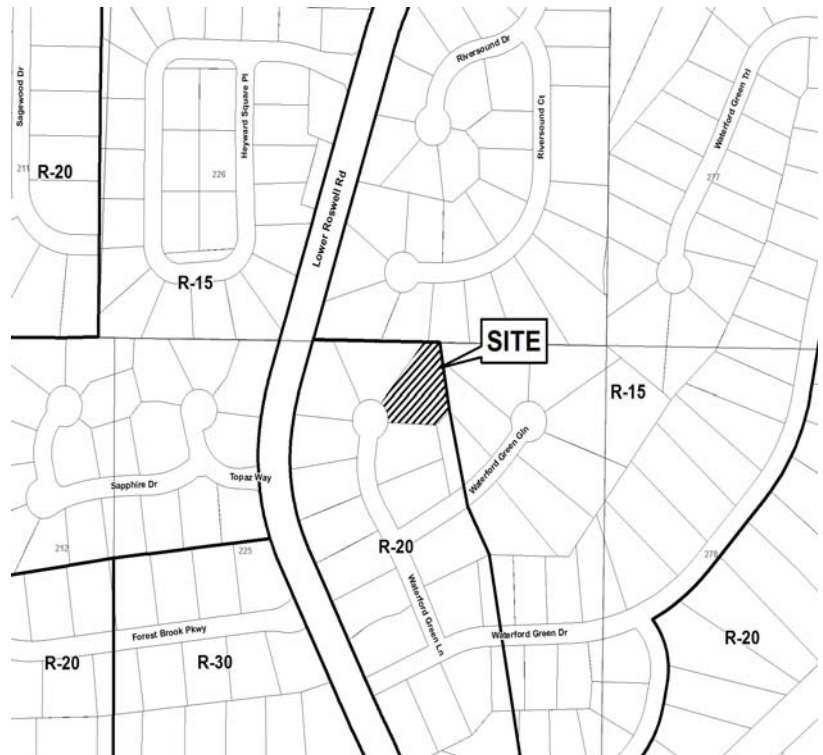 Riversound Dr
Sagewood Dr
Heyward Square Pl
Riversound Ct
Waterford Green Trl
211
R-20
226
277
Lower Roswell Rd
R-15
SITE
R-15
Waterford Green Gln
Sapphire Dr
Topaz Way
212
225
R-20
278
Waterford Green Ln
Forest Brook Pkwy
Waterford Green Dr
R-20
R-30
R-20